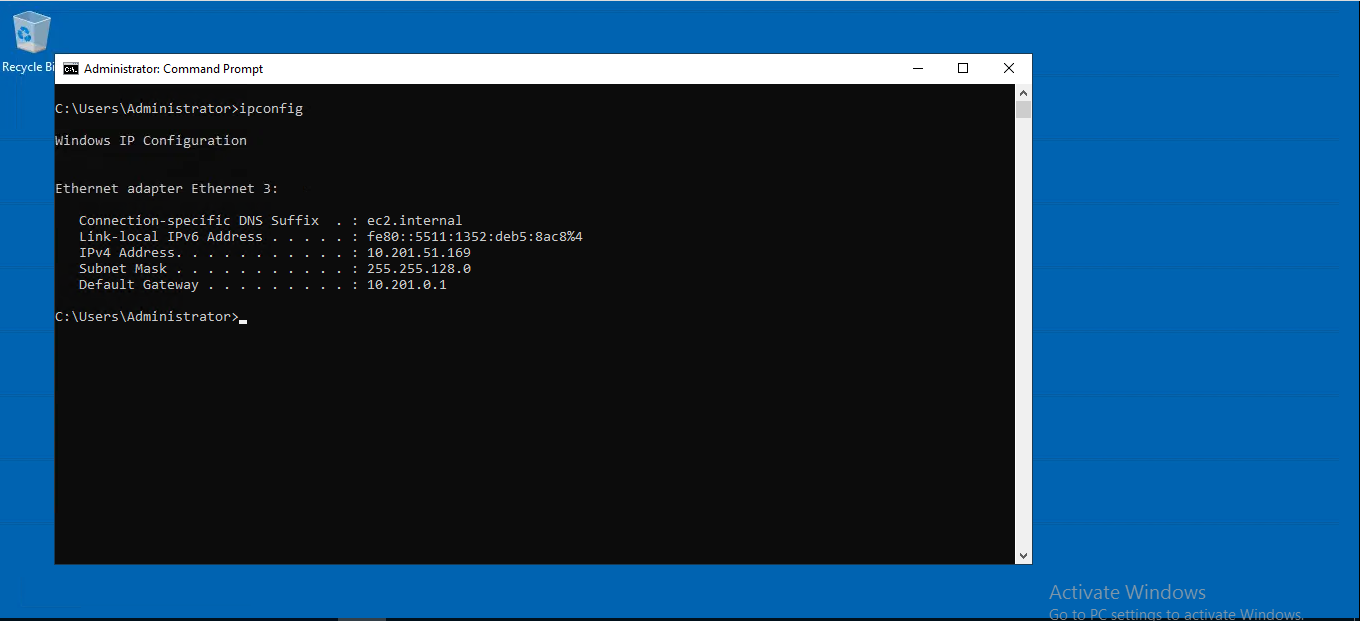 Recycle Bi
Administrator: Command Prompt
C:\Users\Administrator>ipconfig
Windows IP Configuration
Ethernet adapter Ethernet 3:
Connection-specific DNS Suffix  . : ec2.internal
Link-local IPv6 Address . . . . . : fe80::5511:1352:deb5:8ac8%4
IPv4 Address. . . . . . . . . . . : 10.201.51.169
Subnet Mask . . . . . . . . . . . : 255.255.128.0
Default Gateway . . . . . . . . . : 10.201.0.1
C:\Users\Administrator>
Activate Windows
Go to PC settings to activate Windows.